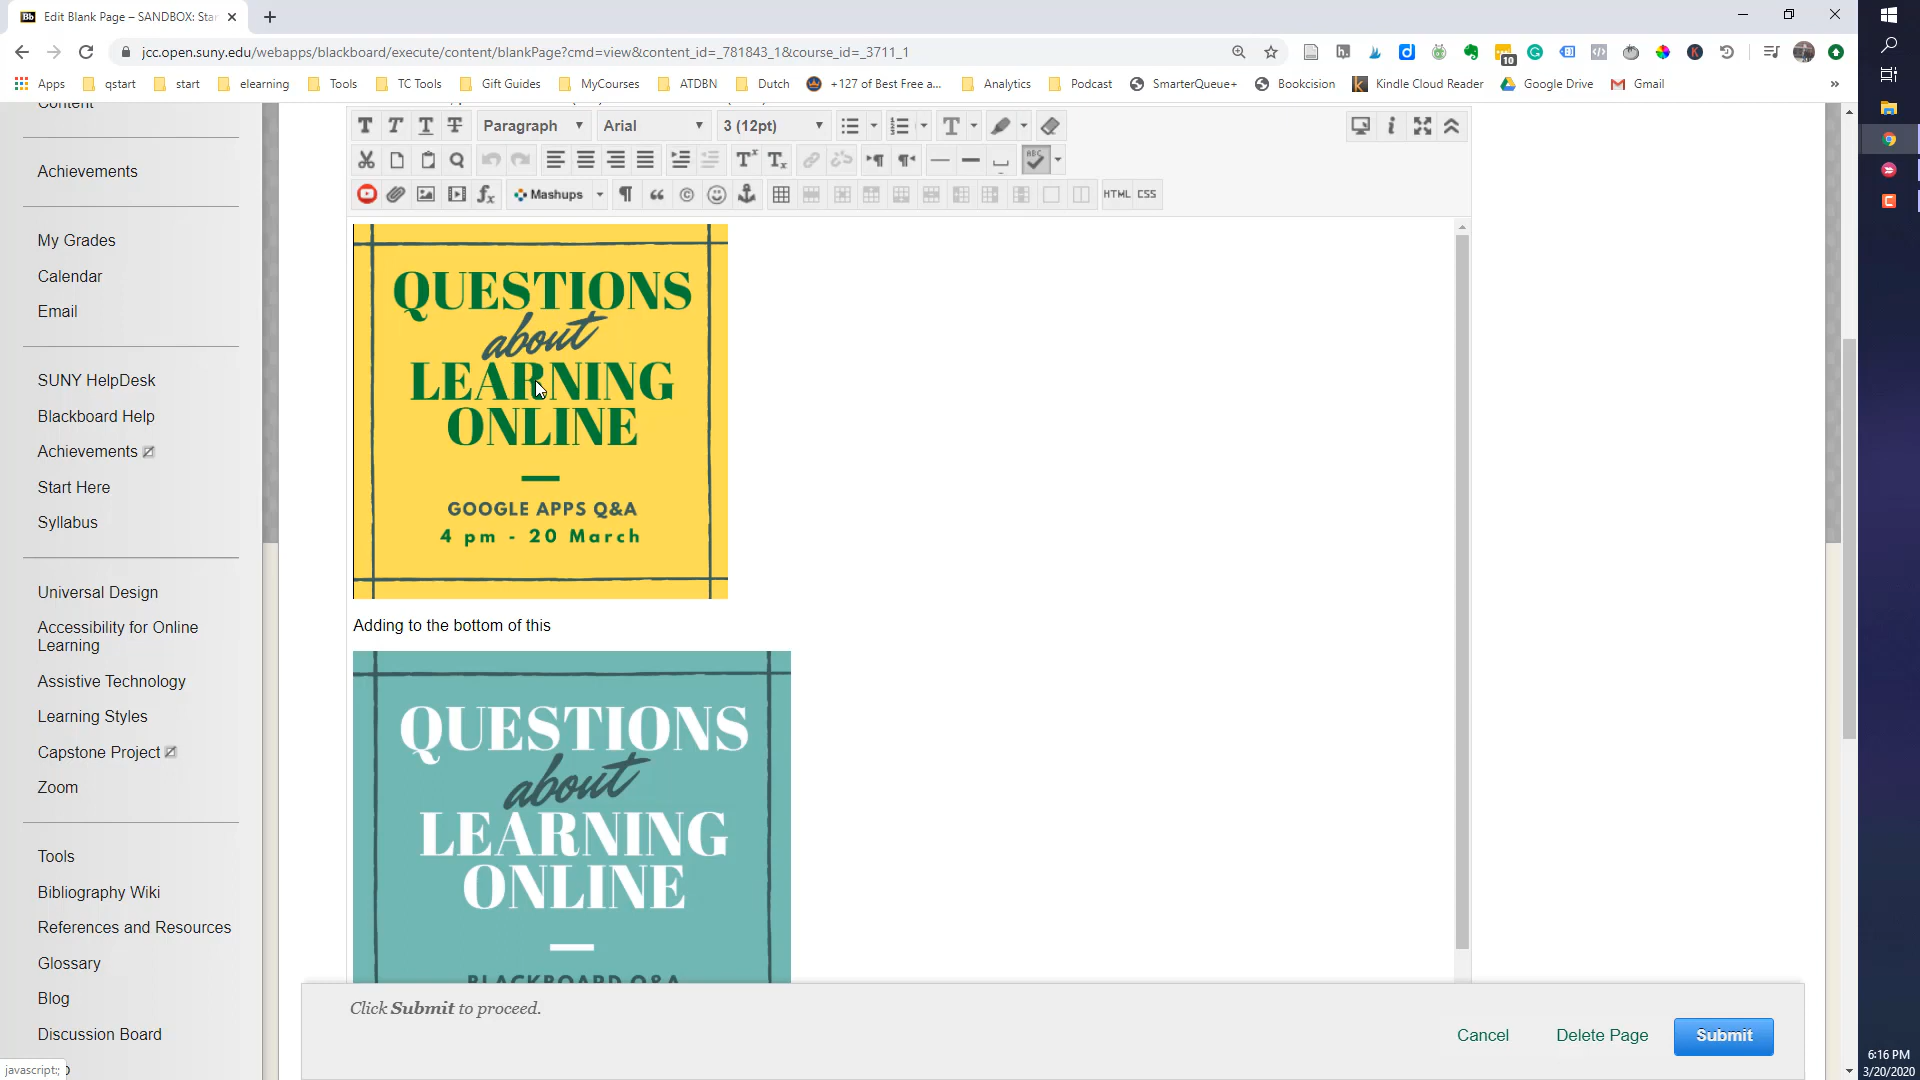 Edit Blank Page – SANDBOX: Star
jcc.open.suny.edu/webapps/blackboard/execute/content/blankPage?cmd=view&content_id=_781843_1&course_id=_3711_1
Apps
qstart
start
elearning
Tools
TC Tools
Gift Guides
MyCourses
ATDBN
Dutch
+127 of Best Free a...
Analytics
Podcast
SmarterQueue+
Bookcision
Kindle Cloud Reader
Google Drive
Gmail
»
10
Content
Achievements
My Grades
Calendar
Email
SUNY HelpDesk
Blackboard Help
Achievements
Start Here
Syllabus
Universal Design
Accessibility for Online
Learning
Assistive Technology
Learning Styles
Capstone Project
Zoom
Tools
Bibliography Wiki
References and Resources
Glossary
Blog
Discussion Board
javascript:;
Paragraph
Arial
3 (12pt)
Mashups
HTML CSS
QUESTIONS
about
LEARNING
ONLINE
GOOGLE APPS Q&A
4 pm - 20 March
Adding to the bottom of this
QUESTIONS
about
LEARNING
ONLINE
BLACKBOARD Q&A
Click Submit to proceed.
Cancel
Delete Page
Submit
6:16 PM
3/20/2020